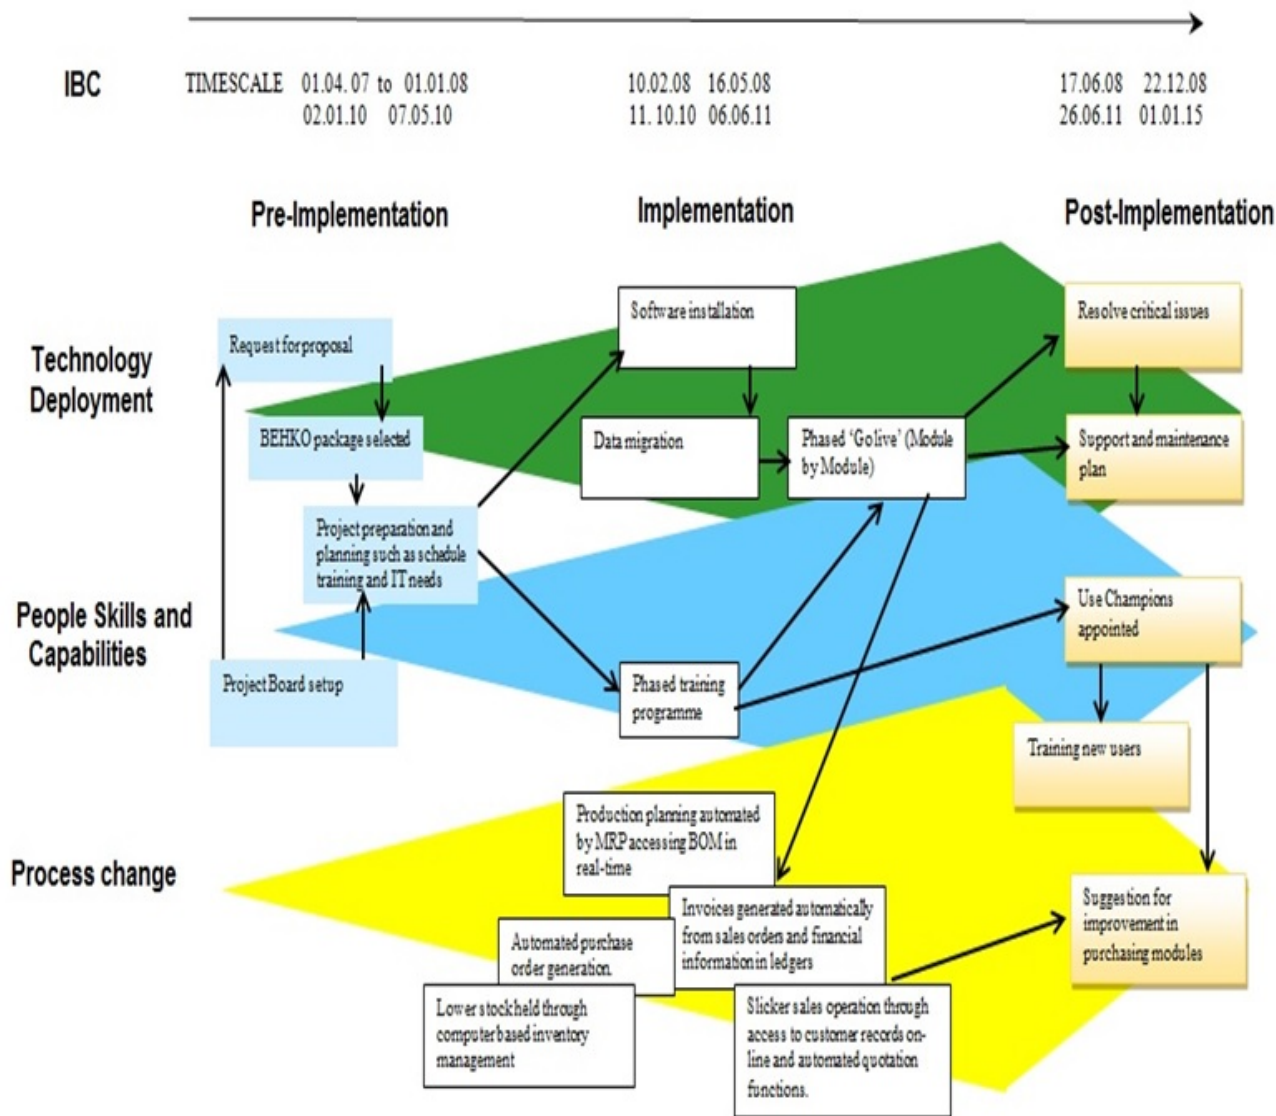 IBC
TIMESCALE 01.04. 07 to 01.01.08
02.01.10 07.05.10
10.02.08 16.05.08
11. 10.10 06.06.11
17.06.08 22.12.08
26.06.11 01.01.15
Pre-Implementation
Implementation
Post-Implementation
Technology
Deployment
Request for proposal
BEHKO package selected
Project preparation and
planning such as schedule
training and IT needs
Software installation
Data migration
Phased 'Go live' (Module
by Module)
Resolve critical issues
Support and maintenance
plan
People Skills and
Capabilities
Project Board setup
Phased training
programme
Use Champions
appointed
Training new users
Process change
Production planning automated
by MRP accessing BOM in
real-time
Invoices generated automatically
from sales orders and financial
information in ledgers
Automated purchase
order generation.
Lower stock held through
computer based inventory
management
Slicker sales operation through
access to customer records on-
line and automated quotation
functions.
Suggestion for
improvement in
purchasing modules